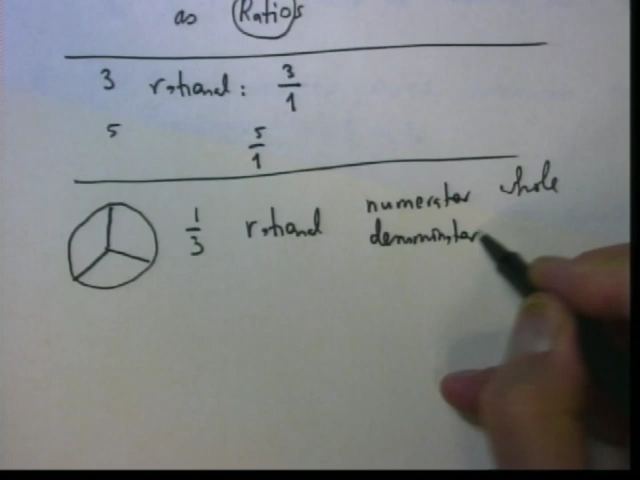 as Ratios
3 rational: 3/1
5 5/1
1/3 rational numerator whole
denominator